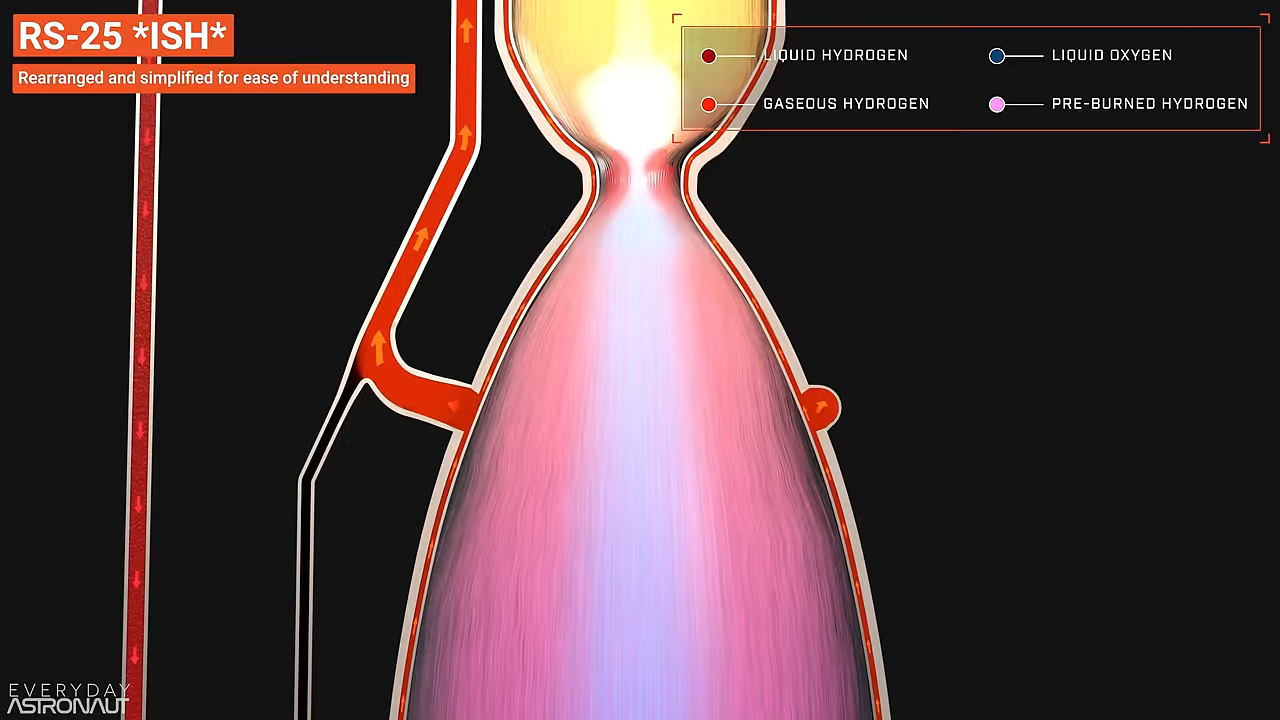 RS-25 *ISH*
Rearranged and simplified for ease of understanding
LIQUID HYDROGEN
LIQUID OXYGEN
GASEOUS HYDROGEN
PRE-BURNED HYDROGEN
EVERYDAY
ASTRONAUT